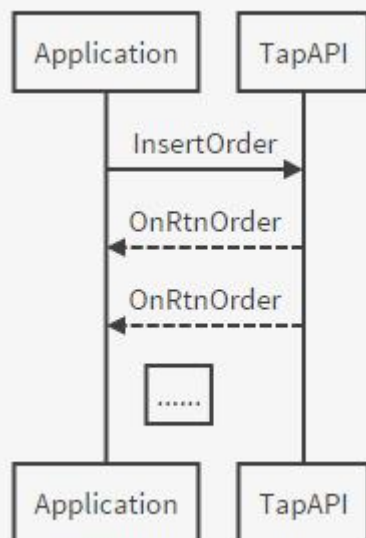 Application TapAPI
InsertOrder
OnRtnOrder
OnRtnOrder
......
Application TapAPI